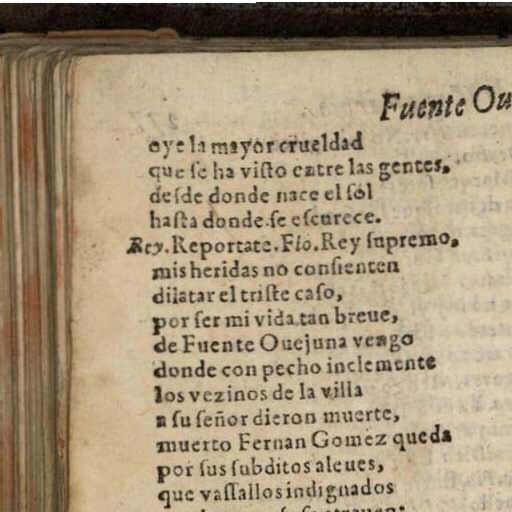 Fuente Ou
oye la mayor crueldad
que ſe ha viſto entre las gentes,
deſde donde nace el ſol
haſta donde ſe eſcurece.
Rey. Reportate. Flo. Rey ſupremo,
mis heridas no conſienten
dilatar el triſte caſo,
por ſer mi vida tan breue,
de Fuente Ouejuna vengo
donde con pecho inclemente
los vezinos de la villa
a ſu ſeñor dieron muerte,
muerto Fernan Gomez queda
por ſus ſubditos aleues,
que vaſſallos indignados